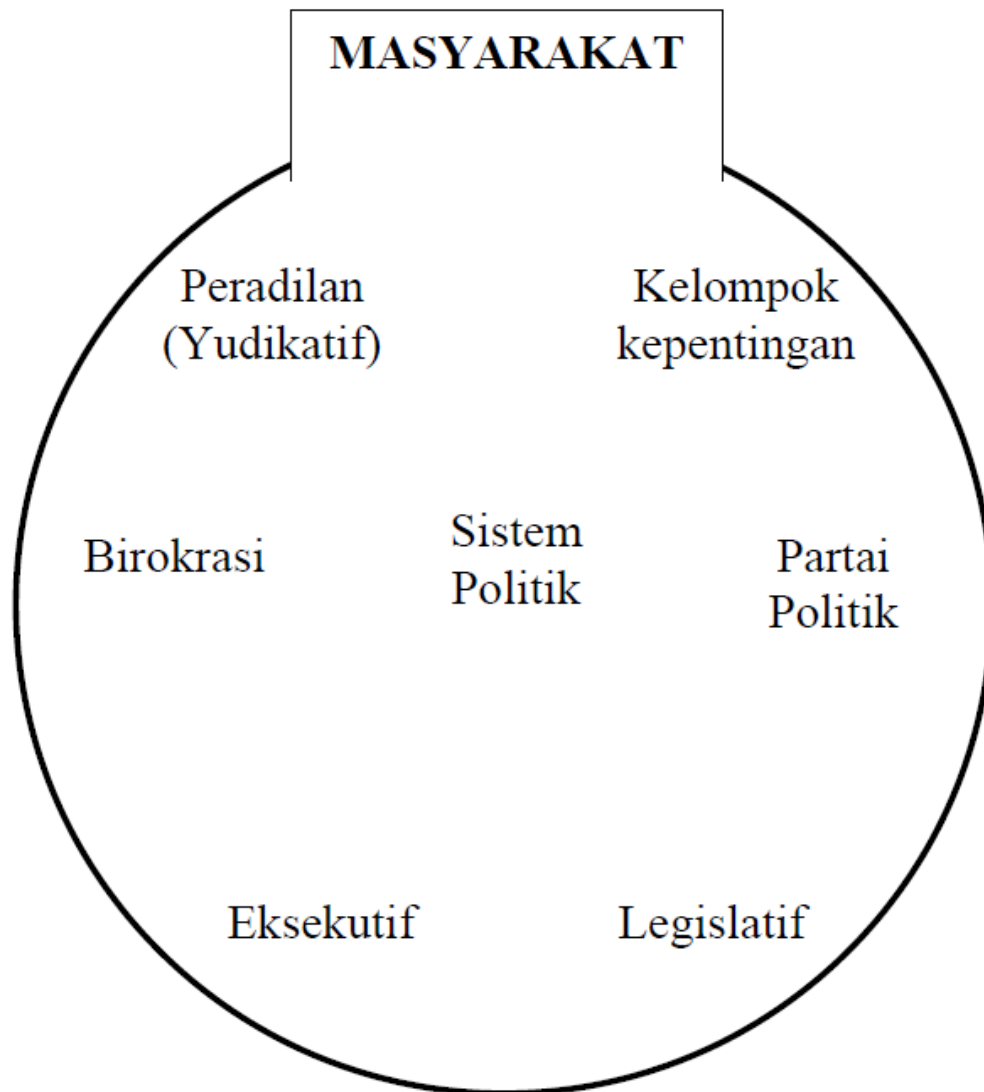 MASYARAKAT
Peradilan
(Yudikatif)
Kelompok
kepentingan
Birokrasi
Sistem
Politik
Partai
Politik
Eksekutif
Legislatif